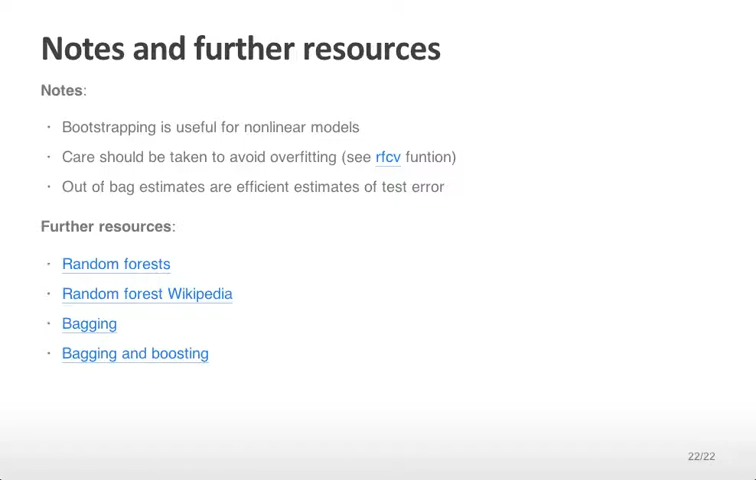 Notes and further resources
Notes:
· Bootstrapping is useful for nonlinear models
· Care should be taken to avoid overfitting (see rfcv funtion)
· Out of bag estimates are efficient estimates of test error
Further resources:
· Random forests
· Random forest Wikipedia
· Bagging
· Bagging and boosting
22/22